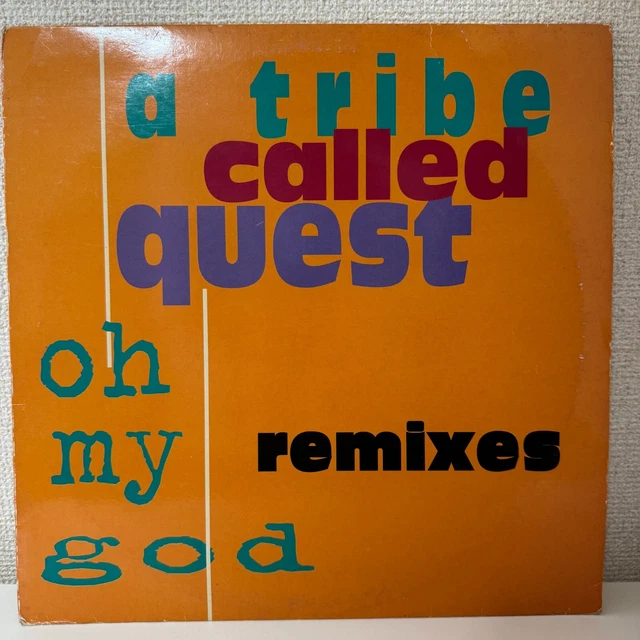 a tribe
called
quest
oh
my
god
remixes